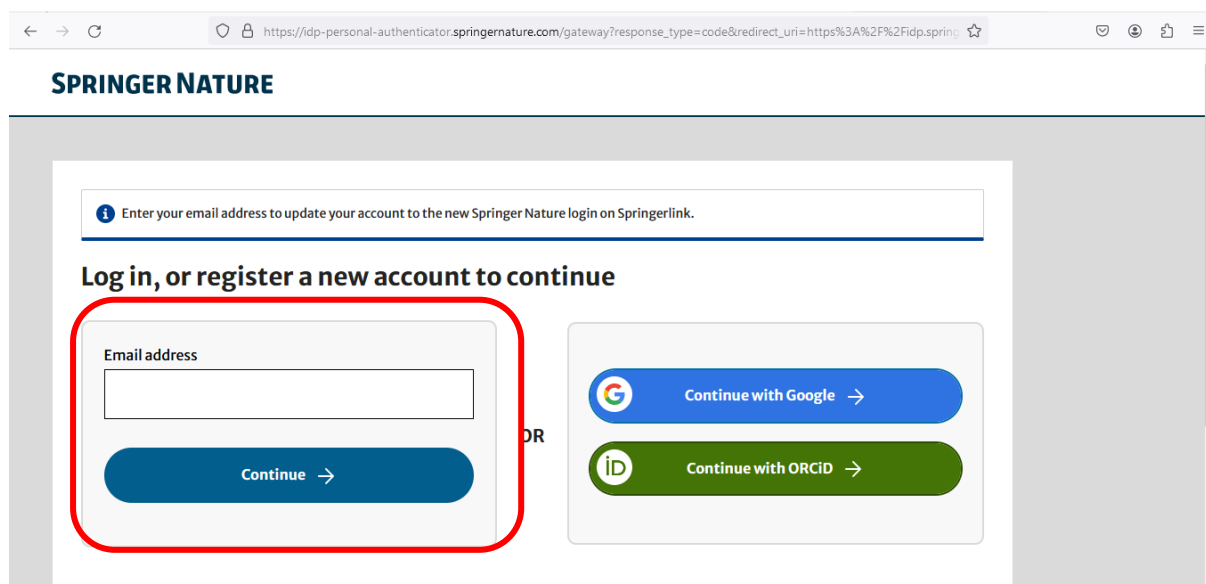 https://idp-personal-authenticator.springernature.com/gateway?response_type=code&redirect_uri=https%3A%2F%2Fidp.spring
SPRINGER NATURE
Enter your email address to update your account to the new Springer Nature login on Springerlink.
Log in, or register a new account to continue
Email address
Continue →
OR
Continue with Google →
iD Continue with ORCiD →